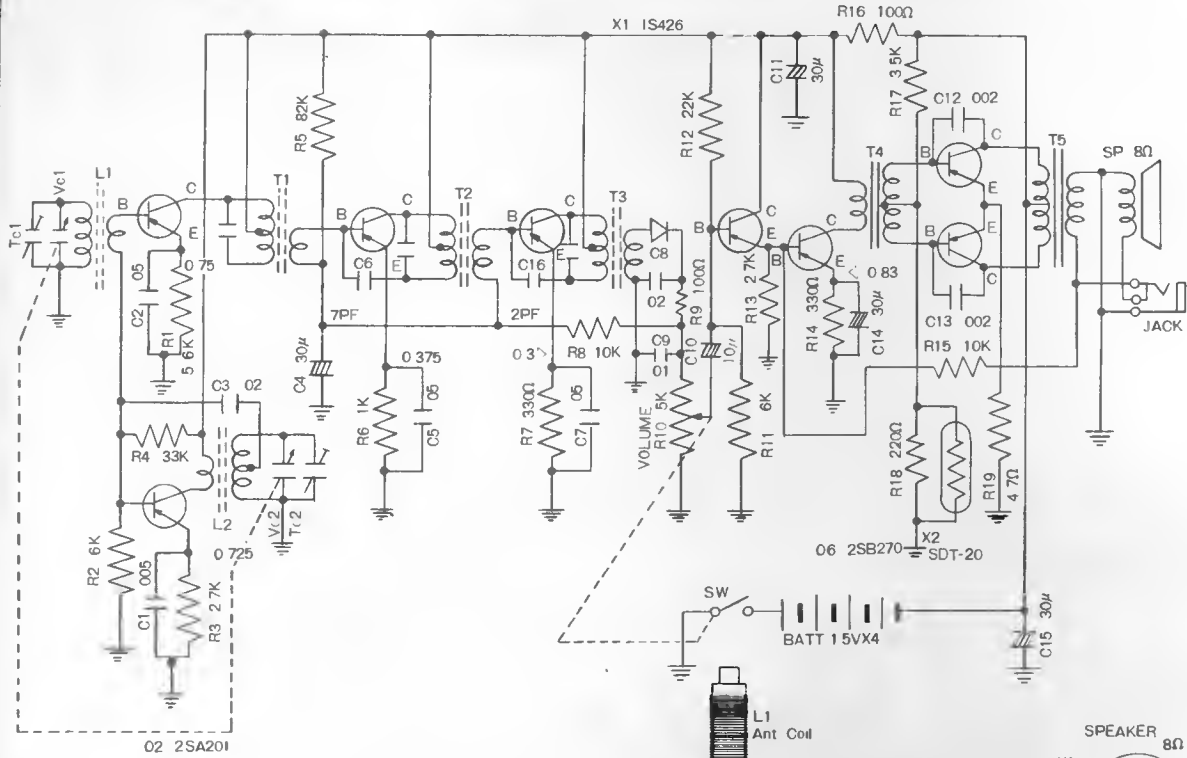 R16 100Ω
X1 IS426
C11 30μ
R17 3.5K
C12 002
R5 82K
R12 22K
Vc1
L1
Tc1
B
C
E
T1
B
C
E
T2
B
C
E
T3
C8
02
B
C
E
B
T4
B
C
E
T5
SP 8Ω
B
E
C
C13 002
JACK
0 75
05
C2
R1
5 6K
C6
7PF
C16
2PF
R9 100Ω
R13 2 7K
R14 330Ω
0 83
30μ
C14
R15 10K
30μ
C4
R8 10K
C9
01
C10
10μ
0 375
R6 1K
05
C5
R7 330Ω
05
C7
VOLUME
R10 5K
R11
6K
C3 02
R4 33K
L2
Vc2
Tc2
0 725
R2 6K
C1
005
R3 2 7K
R18 220Ω
R19
4 7Ω
X2
SDT-20
06 2SB270
SW
BATT 1 5VX4
C15 30μ
L1
Ant Coil
02 2SA201
SPEAKER
8Ω